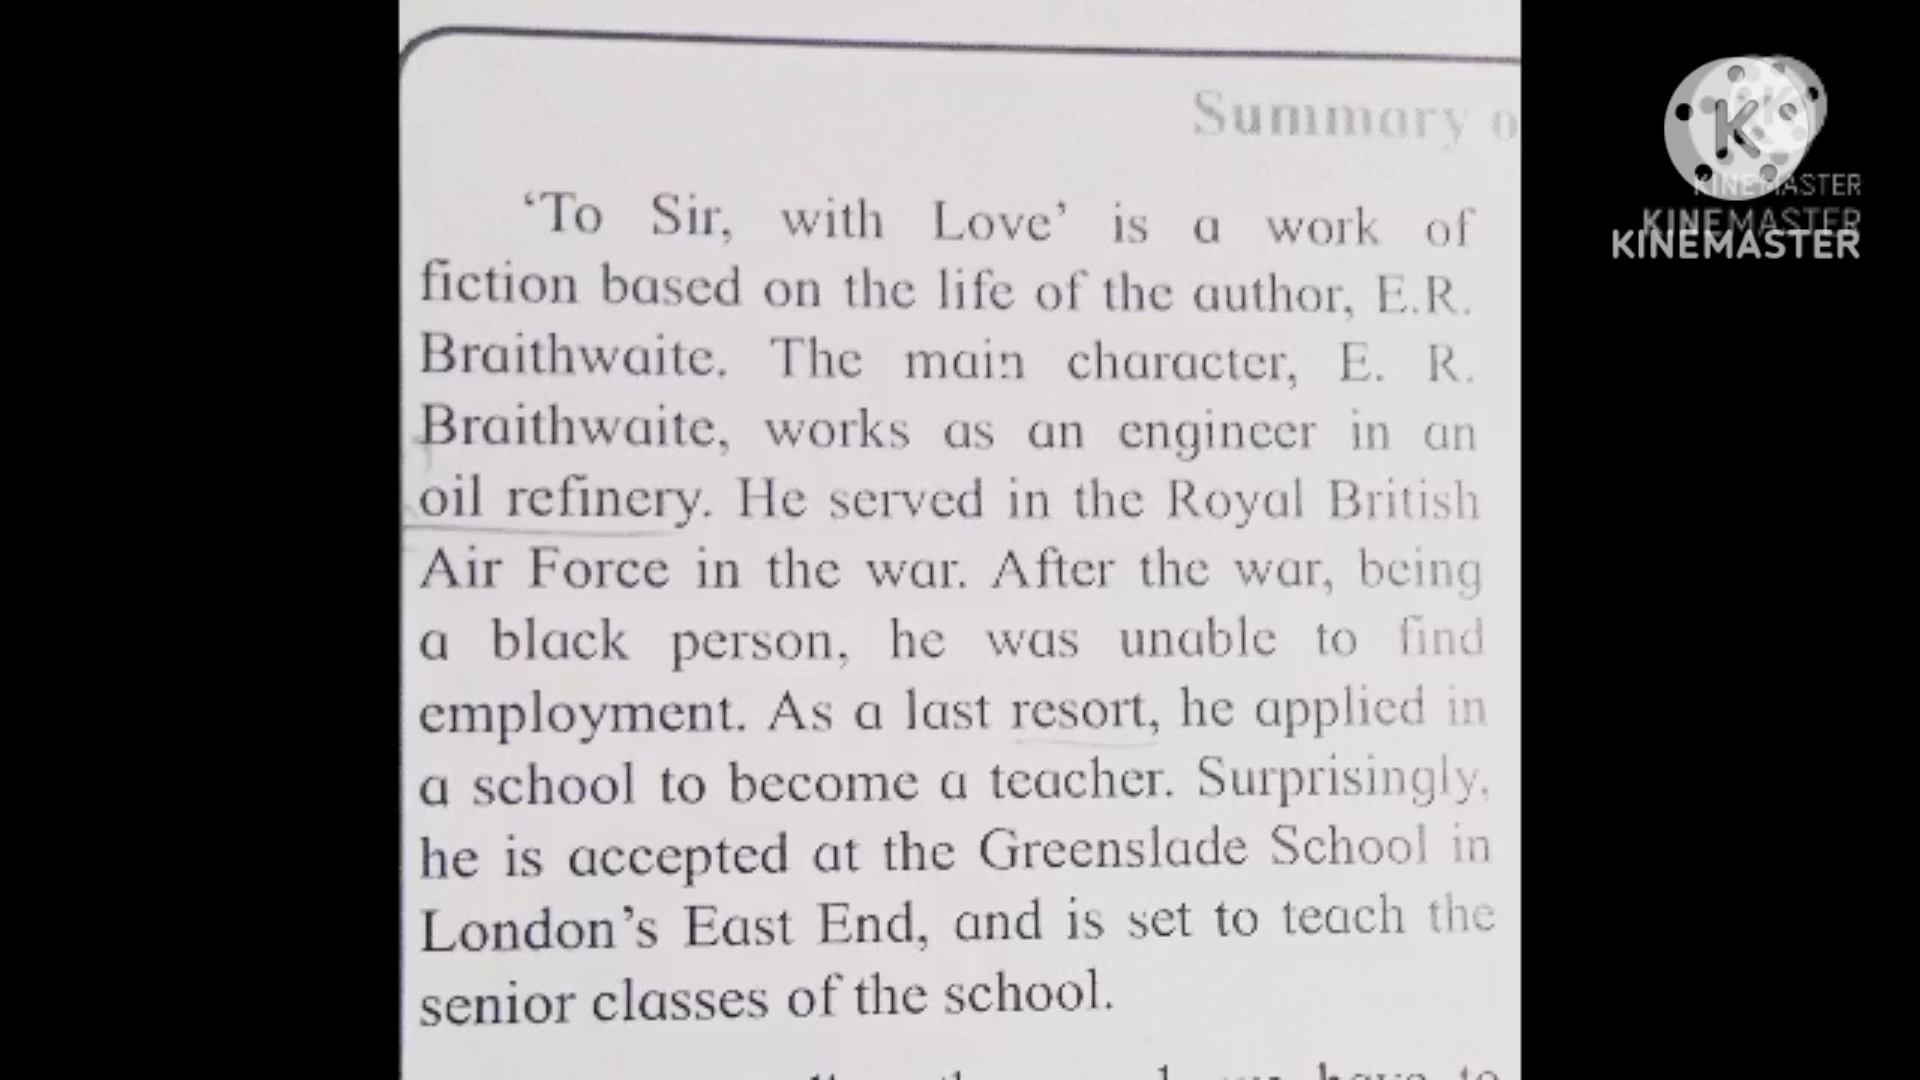 Summary o
‘To Sir, with Love’ is a work of
fiction based on the life of the author, E.R.
Braithwaite. The main character, E. R.
Braithwaite, works as an engineer in an
oil refinery. He served in the Royal British
Air Force in the war. After the war, being
a black person, he was unable to find
employment. As a last resort, he applied in
a school to become a teacher. Surprisingly,
he is accepted at the Greenslade School in
London’s East End, and is set to teach the
senior classes of the school.
have to
K
KINEMASTER
KINEMASTER
KINEMASTER